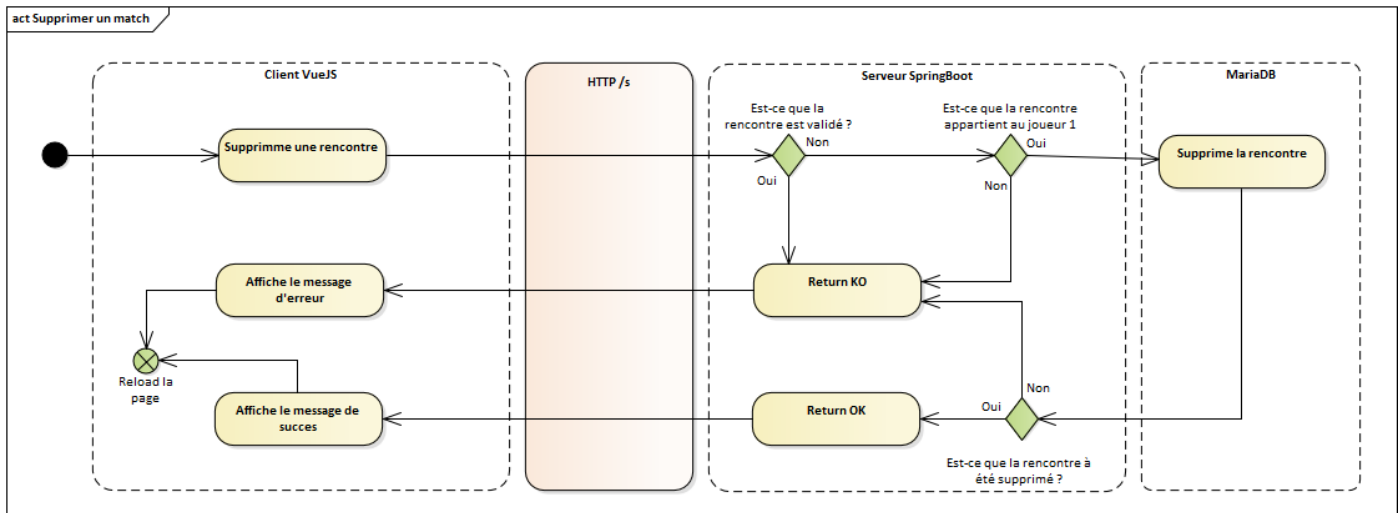 act Supprimer un match
Client VueJS
HTTP /s
Serveur SpringBoot
MariaDB
Est-ce que la
rencontre est validé ?
Est-ce que la rencontre
appartient au joueur 1
Supprimme une rencontre
Non
Oui
Supprime la rencontre
Oui
Non
Affiche le message
d'erreur
Return KO
Reload la
page
Affiche le message de
succes
Return OK
Oui
Non
Est-ce que la rencontre à
été supprimé ?